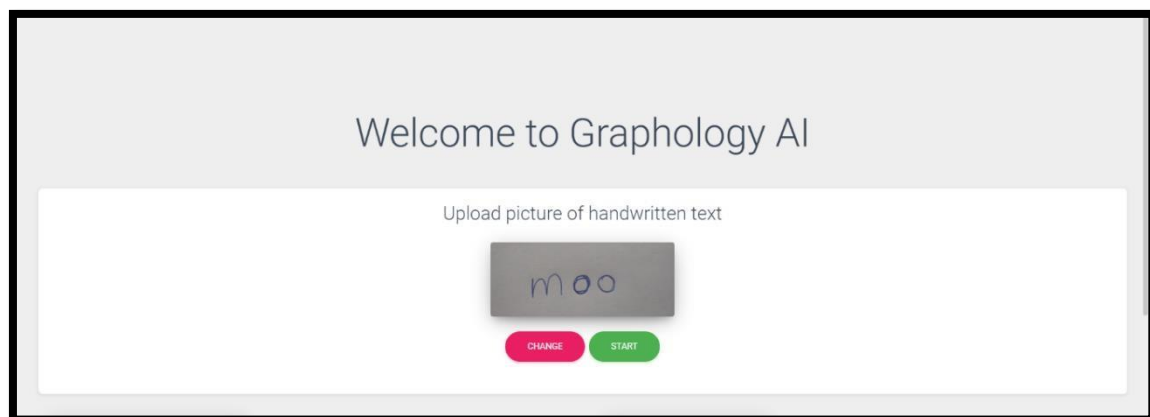 Welcome to Graphology AI
Upload picture of handwritten text
moo
CHANGE START